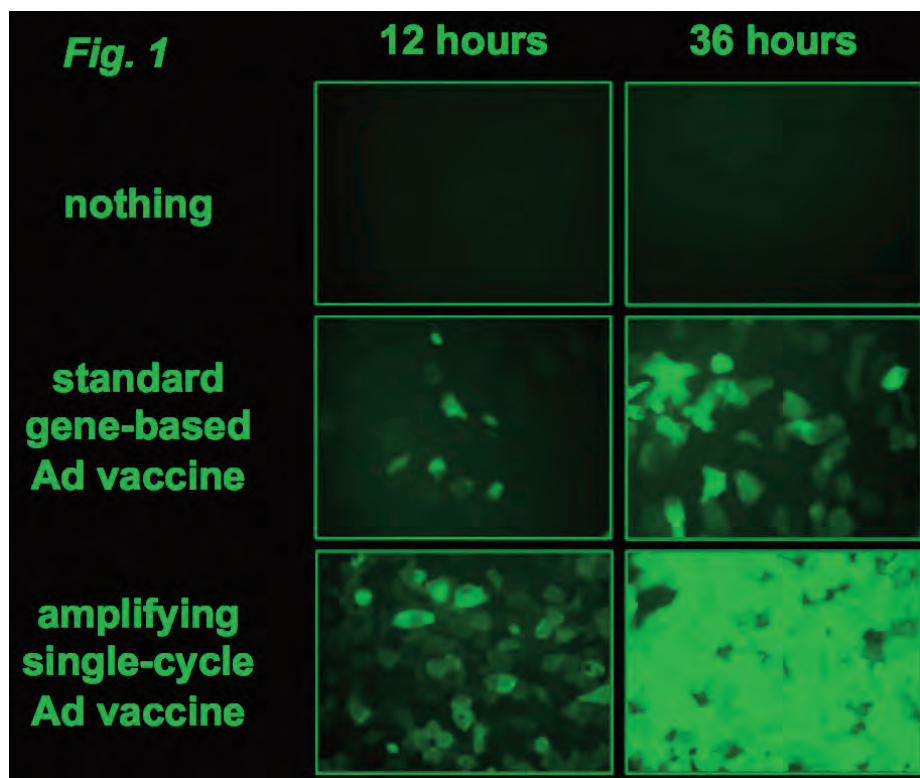 Fig. 1
12 hours
36 hours
nothing
standard
gene-based
Ad vaccine
amplifying
single-cycle
Ad vaccine